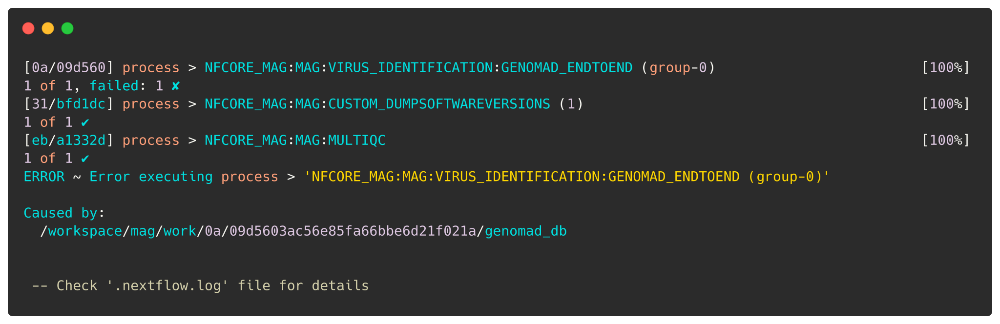 [0a/09d560] process > NFCORE_MAG:MAG:VIRUS_IDENTIFICATION:GENOMAD_ENDTOEND (group-0) [100%]
1 of 1, failed: 1 ✘
[31/bfd1dc] process > NFCORE_MAG:MAG:CUSTOM_DUMPSOFTWAREVERSIONS (1) [100%]
1 of 1 ✔
[eb/a1332d] process > NFCORE_MAG:MAG:MULTIQC [100%]
1 of 1 ✔
ERROR ~ Error executing process > 'NFCORE_MAG:MAG:VIRUS_IDENTIFICATION:GENOMAD_ENDTOEND (group-0)'
Caused by:
/workspace/mag/work/0a/09d5603ac56e85fa66bbe6d21f021a/genomad_db
-- Check '.nextflow.log' file for details